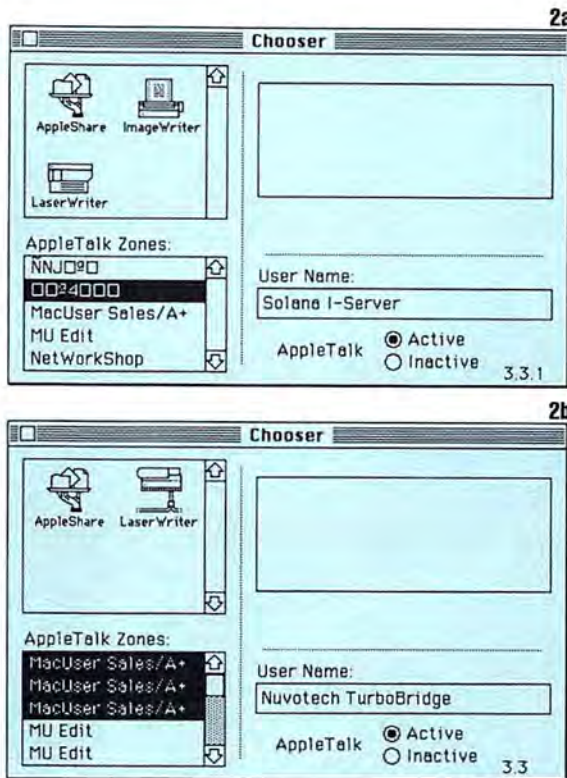 2a
Chooser
AppleShare ImageWriter
LaserWriter
AppleTalk Zones:
ÑNJ□º□
□□ª4□□□
MacUser Sales/A+
MU Edit
NetWorkShop
User Name:
Solana I-Server
AppleTalk
Active
Inactive
3.3.1
2b
Chooser
AppleShare LaserWriter
AppleTalk Zones:
MacUser Sales/A+
MacUser Sales/A+
MacUser Sales/A+
MU Edit
MU Edit
User Name:
Nuvotech TurboBridge
AppleTalk
Active
Inactive
3.3